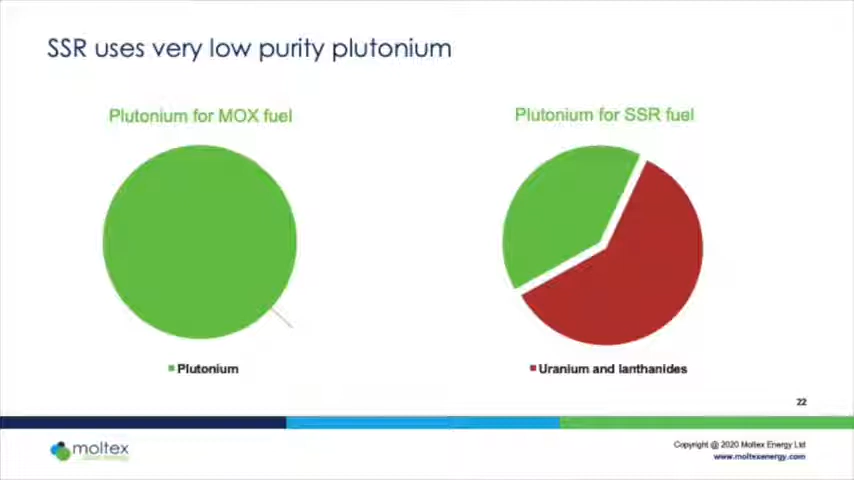 SSR uses very low purity plutonium
Plutonium for MOX fuel
Plutonium for SSR fuel
Plutonium
Uranium and lanthanides
22
moltex
Copyright @ 2020 Moltex Energy Ltd
www.moltexenergy.com